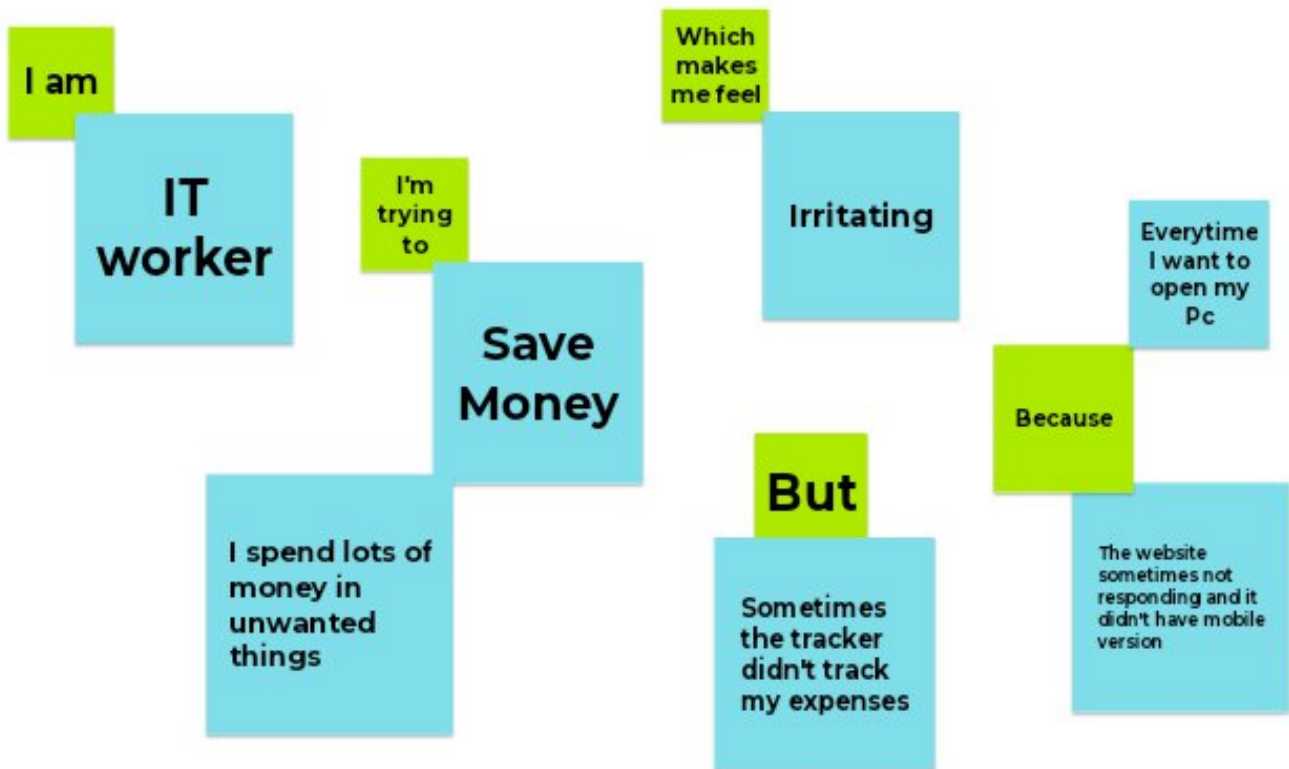 I am
IT
worker
I'm
trying
to
Save
Money
I spend lots of
money in
unwanted
things
Which
makes
me feel
Irritating
But
Sometimes
the tracker
didn't track
my expenses
Everytime
I want to
open my
Pc
Because
The website
sometimes not
responding and it
didn't have mobile
version